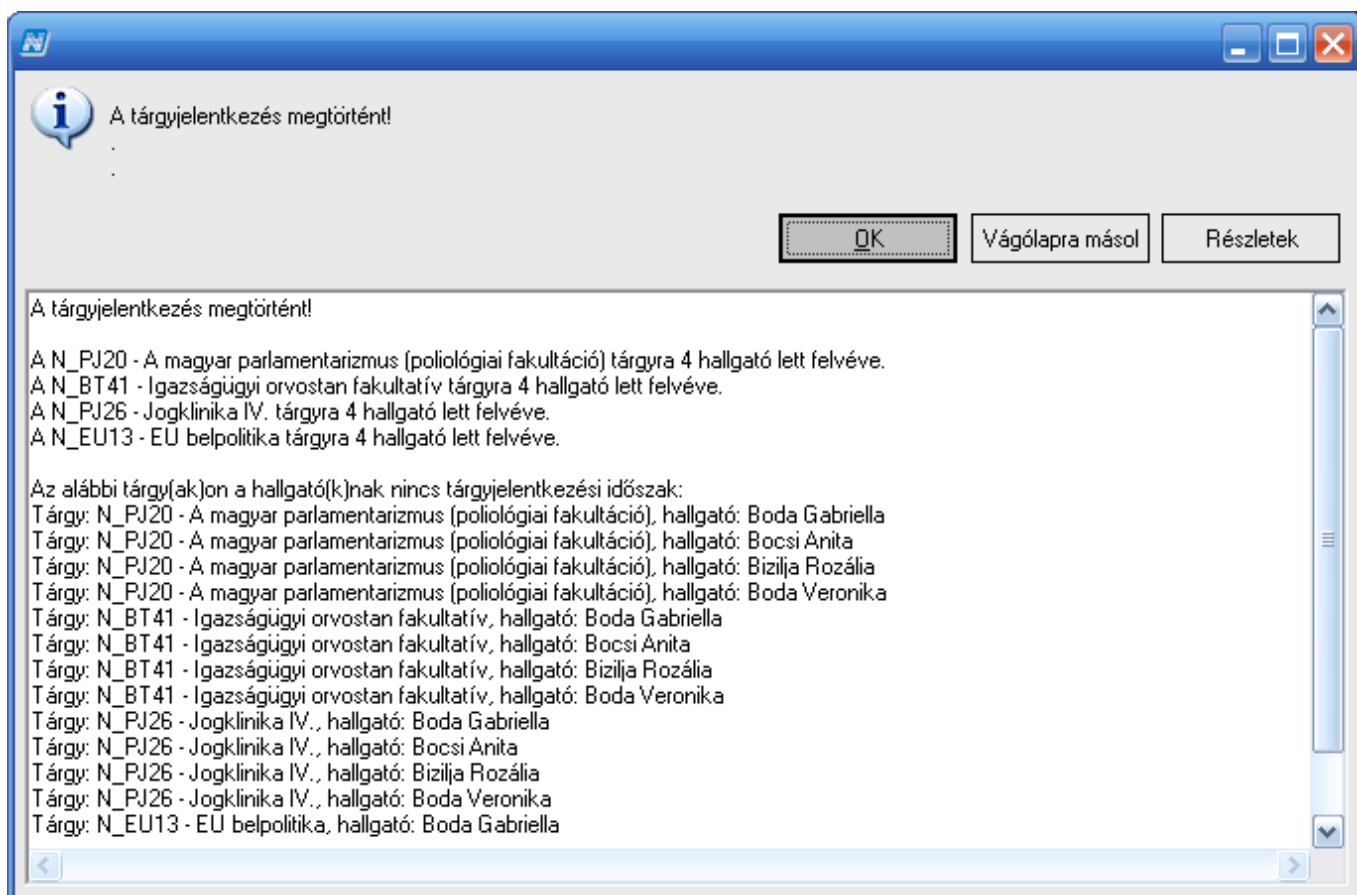 A tárgyjelentkezés megtörtént!
.
.
OK
Vágólapra másol
Részletek
A tárgyjelentkezés megtörtént!
A N_PJ20 - A magyar parlamentarizmus (poliológiai fakultáció) tárgyra 4 hallgató lett felvéve.
A N_BT41 - Igazságügyi orvostan fakultatív tárgyra 4 hallgató lett felvéve.
A N_PJ26 - Jogklinika IV. tárgyra 4 hallgató lett felvéve.
A N_EU13 - EU belpolitika tárgyra 4 hallgató lett felvéve.
Az alábbi tárgy(ak)on a hallgató(k)nak nincs tárgyjelentkezési időszak:
Tárgy: N_PJ20 - A magyar parlamentarizmus (poliológiai fakultáció), hallgató: Boda Gabriella
Tárgy: N_PJ20 - A magyar parlamentarizmus (poliológiai fakultáció), hallgató: Bocsi Anita
Tárgy: N_PJ20 - A magyar parlamentarizmus (poliológiai fakultáció), hallgató: Bizilja Rozália
Tárgy: N_PJ20 - A magyar parlamentarizmus (poliológiai fakultáció), hallgató: Boda Veronika
Tárgy: N_BT41 - Igazságügyi orvostan fakultatív, hallgató: Boda Gabriella
Tárgy: N_BT41 - Igazságügyi orvostan fakultatív, hallgató: Bocsi Anita
Tárgy: N_BT41 - Igazságügyi orvostan fakultatív, hallgató: Bizilja Rozália
Tárgy: N_BT41 - Igazságügyi orvostan fakultatív, hallgató: Boda Veronika
Tárgy: N_PJ26 - Jogklinika IV., hallgató: Boda Gabriella
Tárgy: N_PJ26 - Jogklinika IV., hallgató: Bocsi Anita
Tárgy: N_PJ26 - Jogklinika IV., hallgató: Bizilja Rozália
Tárgy: N_PJ26 - Jogklinika IV., hallgató: Boda Veronika
Tárgy: N_EU13 - EU belpolitika, hallgató: Boda Gabriella